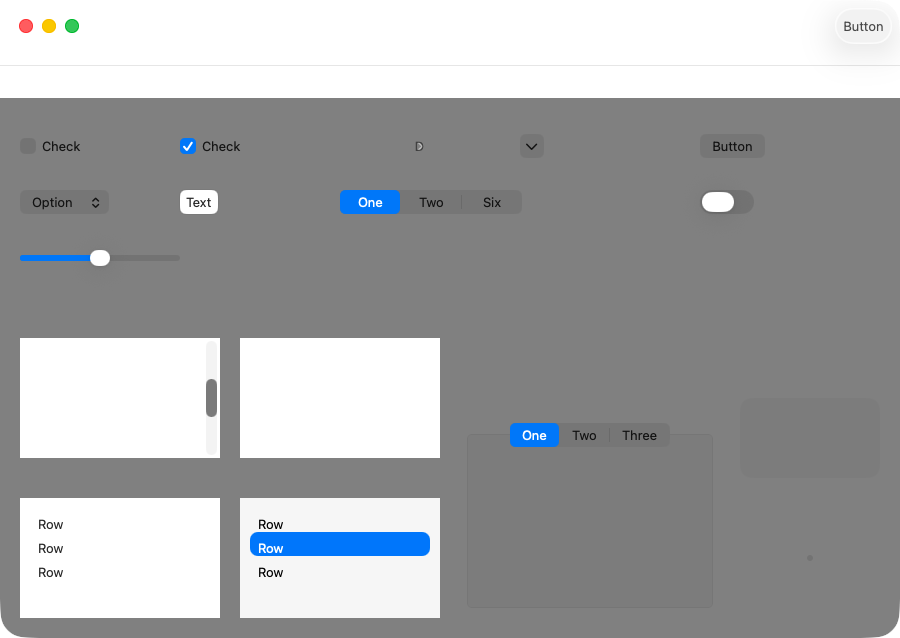 Button
Check
Check
Button
Option
Text
One Two Six
One Two Three
Row
Row
Row
Row
Row
Row